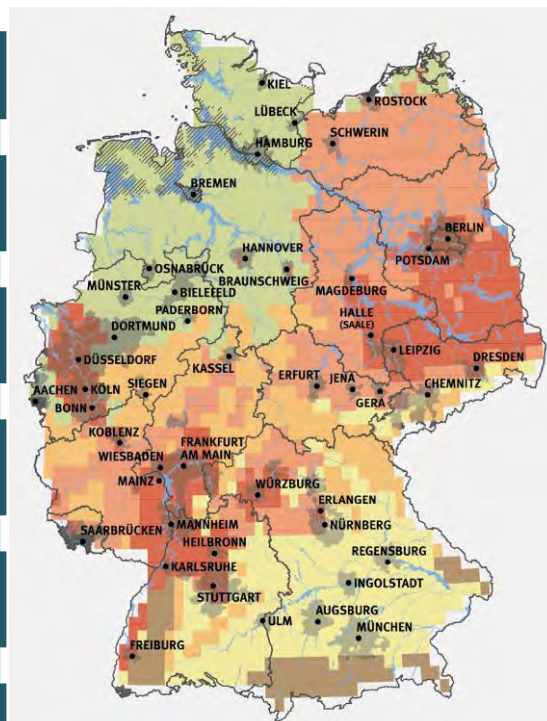 KIEL
ROSTOCK
LÜBECK
SCHWERIN
HAMBURG
BREMEN
BERLIN
POTSDAM
HANNOVER
OSNABRÜCK
BRAUNSCHWEIG
MAGDEBURG
MÜNSTER
BIELEFELD
PADERBORN
DORTMUND
HALLE
(SAALE)
LEIPZIG
DÜSSELDORF
KASSEL
DRESDEN
ERFURT
JENA
CHEMNITZ
GERA
AACHEN
KÖLN
SIEGEN
BONN
KOBLENZ
WIESBADEN
FRANKFURT
AM MAIN
MAINZ
WÜRZBURG
ERLANGEN
NÜRNBERG
SAARBRÜCKEN
MANNHEIM
HEILBRONN
REGENSBURG
KARLSRUHE
INGOLSTADT
STUTTGART
AUGSBURG
ULM
MÜNCHEN
FREIBURG